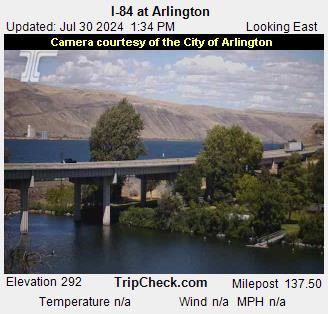 I-84 at Arlington
Updated: Jul 30 2024 1:34 PM Looking East
Camera courtesy of the City of Arlington
Elevation 292 TripCheck.com Milepost 137.50
Temperature n/a Wind n/a MPH n/a